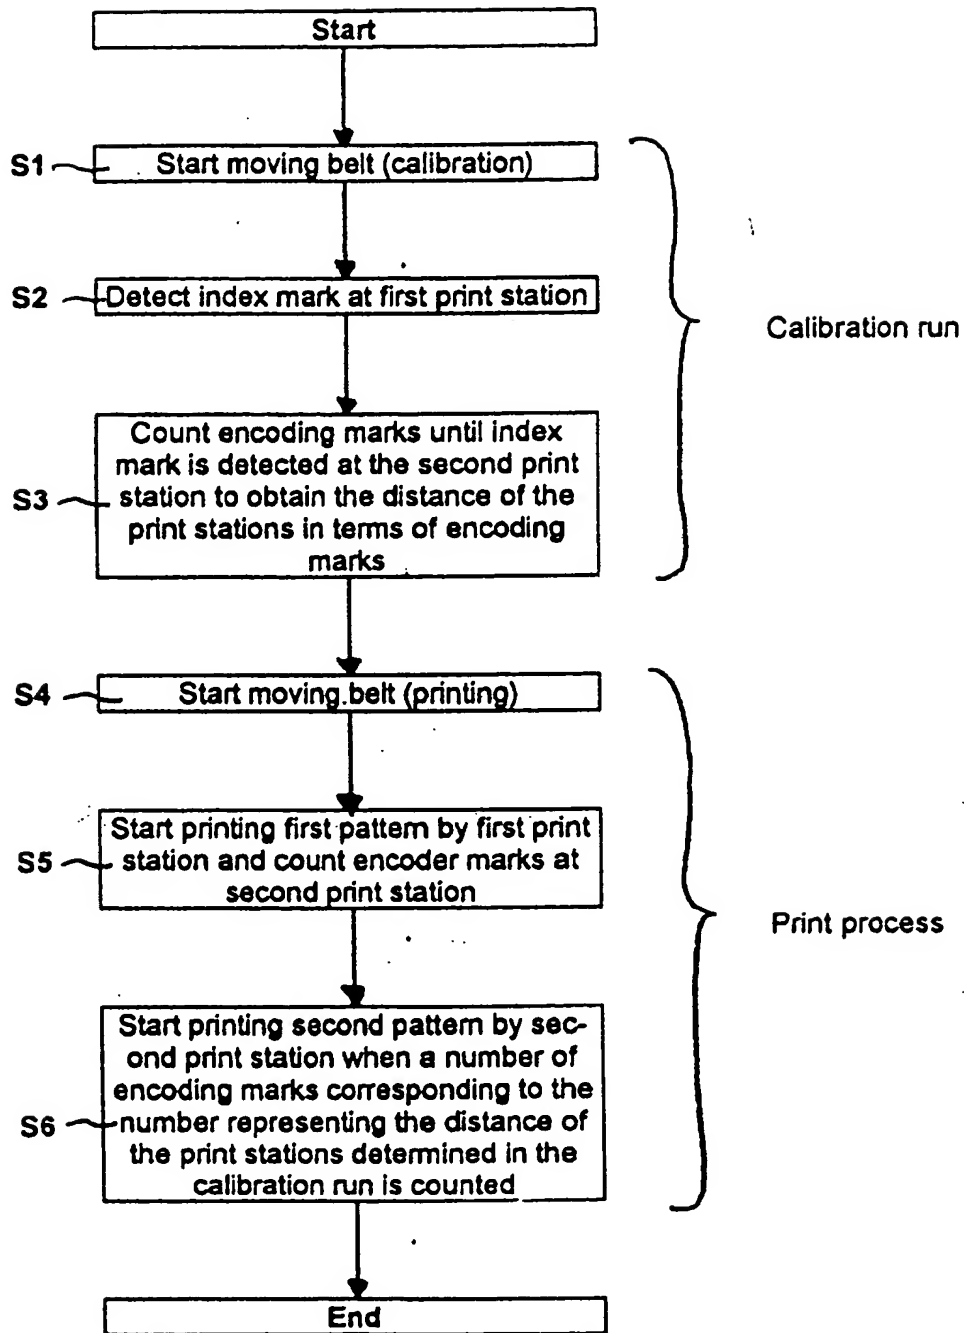 Start
S1
Start moving belt (calibration)
S2
Detect index mark at first print station
Calibration run
Count encoding marks until index
mark is detected at the second print
S3
station to obtain the distance of the
print stations in terms of encoding
marks
S4
Start moving belt (printing)
Start printing first pattern by first print
S5
station and count encoder marks at
second print station
Print process
Start printing second pattern by sec-
ond print station when a number of
encoding marks corresponding to the
S6
number representing the distance of
the print stations determined in the
calibration run is counted
End